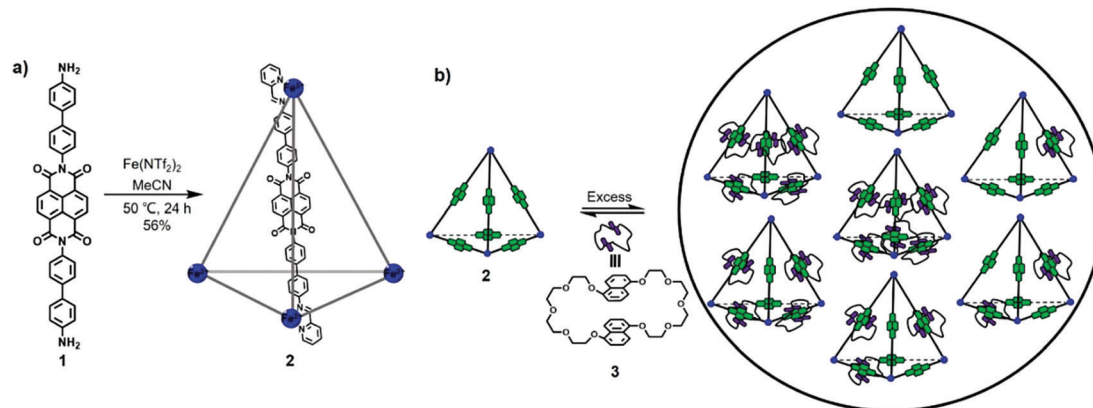 a)
NH₂
O
O
N
N
O
O
NH₂
1
Fe(NTf₂)₂
MeCN
50 °C, 24 h
56%
N
N
O
N
O
O
O
N
N
2
b)
2
Excess
O
O
O
O
O
O
O
O
O
O
3